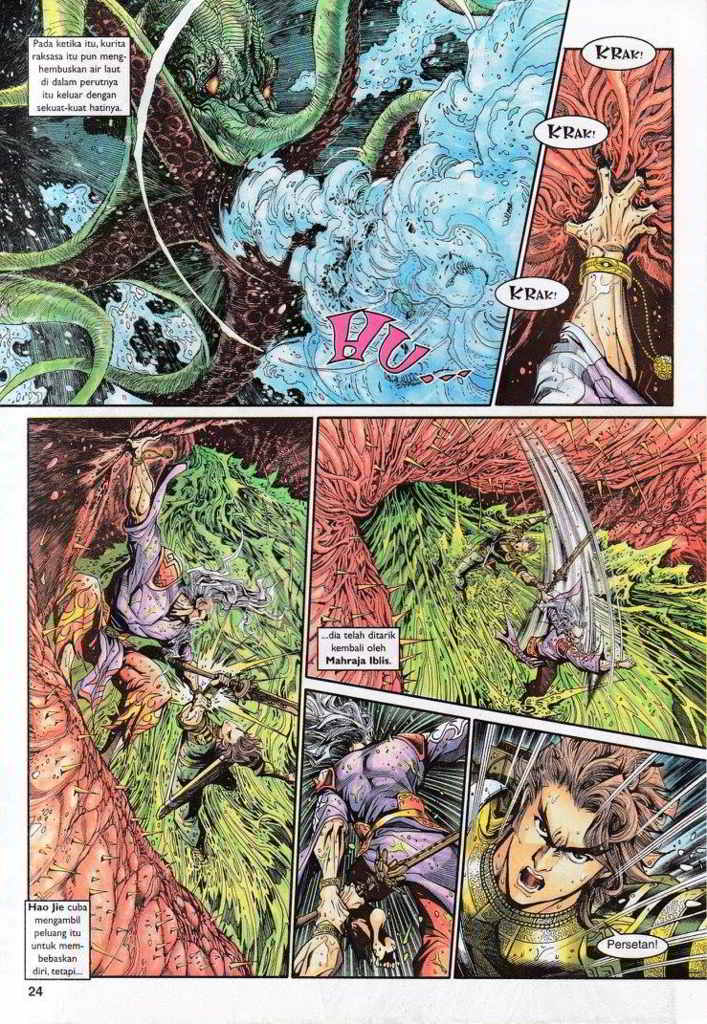 Pada ketika itu, kurita
raksasa itu pun meng-
hembuskan air laut
di dalam perutnya
itu keluar dengan
sekuat-kuat hatinya.
KRAK!
KRAK!
KRAK!
HU...
Hao Jie cuba
mengambil
peluang itu
untuk mem-
bebaskan
diri, tetapi...
...dia telah ditarik
kembali oleh
Mahraja Iblis.
Persetan!
24